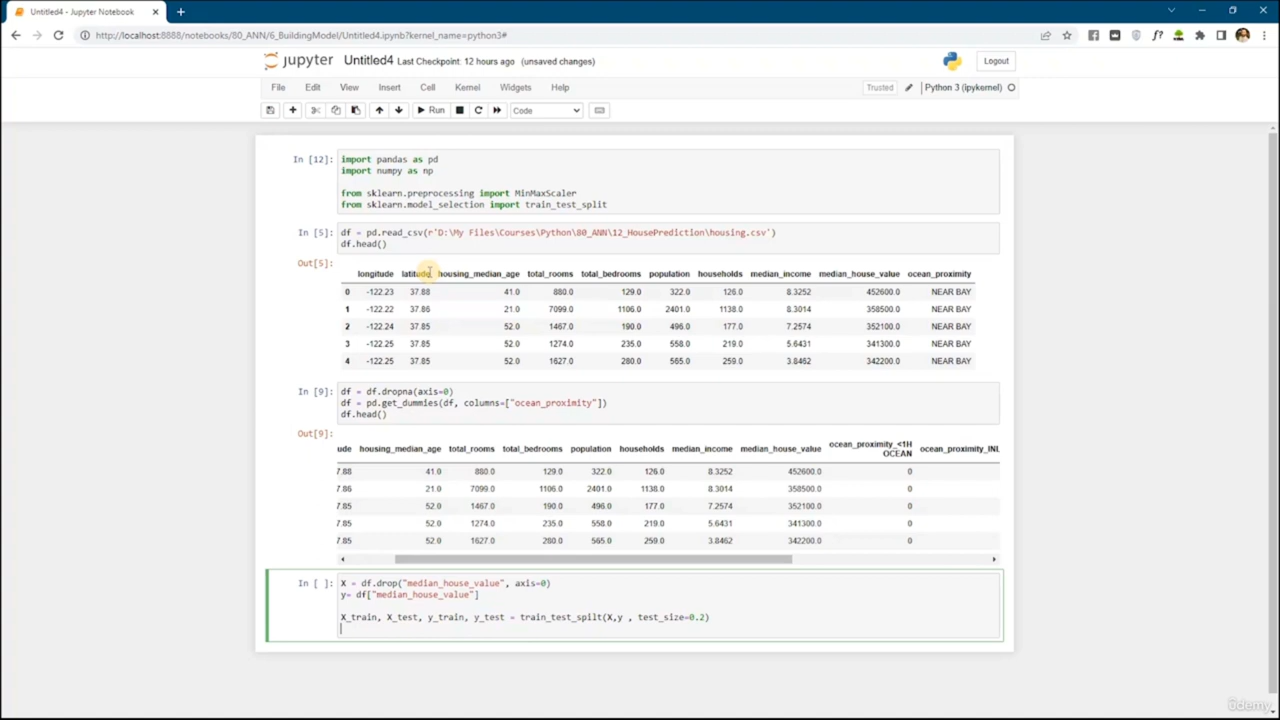 Untitled4 - Jupyter Notebook
http://localhost:8888/notebooks/80_ANN/6_BuildingModel/Untitled4.ipynb?kernel_name=python3#
jupyter Untitled4 Last Checkpoint: 12 hours ago (unsaved changes)
Logout
File Edit View Insert Cell Kernel Widgets Help
Trusted Python 3 (ipykernel)
Run Code
In [12]: import pandas as pd
import numpy as np
from sklearn.preprocessing import MinMaxScaler
from sklearn.model_selection import train_test_split
In [5]: df = pd.read_csv(r'D:\My Files\Courses\Python\80_ANN\12_HousePrediction\housing.csv')
df.head()
Out[5]:
longitude latitude housing_median_age total_rooms total_bedrooms population households median_income median_house_value ocean_proximity
0 -122.23 37.88 41.0 880.0 129.0 322.0 126.0 8.3252 452600.0 NEAR BAY
1 -122.22 37.86 21.0 7099.0 1106.0 2401.0 1138.0 8.3014 358500.0 NEAR BAY
2 -122.24 37.85 52.0 1467.0 190.0 496.0 177.0 7.2574 352100.0 NEAR BAY
3 -122.25 37.85 52.0 1274.0 235.0 558.0 219.0 5.6431 341300.0 NEAR BAY
4 -122.25 37.85 52.0 1627.0 280.0 565.0 259.0 3.8462 342200.0 NEAR BAY
In [9]: df = df.dropna(axis=0)
df = pd.get_dummies(df, columns=["ocean_proximity"])
df.head()
Out[9]:
ude housing_median_age total_rooms total_bedrooms population households median_income median_house_value ocean_proximity_<1H OCEAN ocean_proximity_INL
7.88 41.0 880.0 129.0 322.0 126.0 8.3252 452600.0 0
7.86 21.0 7099.0 1106.0 2401.0 1138.0 8.3014 358500.0 0
7.85 52.0 1467.0 190.0 496.0 177.0 7.2574 352100.0 0
7.85 52.0 1274.0 235.0 558.0 219.0 5.6431 341300.0 0
7.85 52.0 1627.0 280.0 565.0 259.0 3.8462 342200.0 0
In [ ]: X = df.drop("median_house_value", axis=0)
y= df["median_house_value"]
X_train, X_test, y_train, y_test = train_test_spilt(X,y , test_size=0.2)
ûdemy